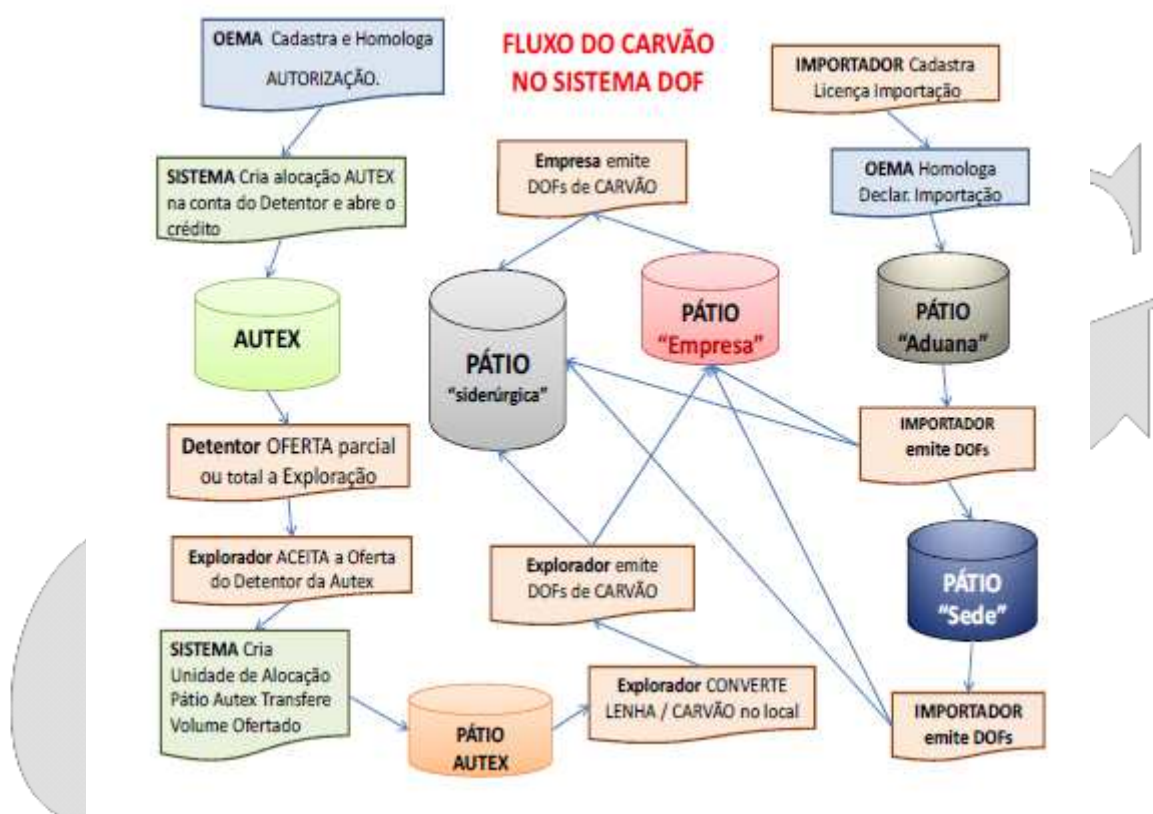 FLUXO DO CARVÃO
NO SISTEMA DOF
OEMA Cadastra e Homologa
AUTORIZAÇÃO.
SISTEMA Cria alocação AUTEX
na conta do Detentor e abre o
crédito
AUTEX
Detentor OFERTA parcial
ou total a Exploração
Explorador ACEITA a Oferta
do Detentor da Autex
SISTEMA Cria
Unidade de Alocação
Pátio Autex Transfere
Volume Ofertado
PÁTIO
AUTEX
Explorador CONVERTE
LENHA / CARVÃO no local
Explorador emite
DOFs de CARVÃO
PÁTIO
“siderúrgica”
Empresa emite
DOFs de CARVÃO
PÁTIO
“Empresa”
IMPORTADOR Cadastra
Licença Importação
OEMA Homologa
Declar. Importação
PÁTIO
“Aduana”
IMPORTADOR
emite DOFs
PÁTIO
“Sede”
IMPORTADOR
emite DOFs